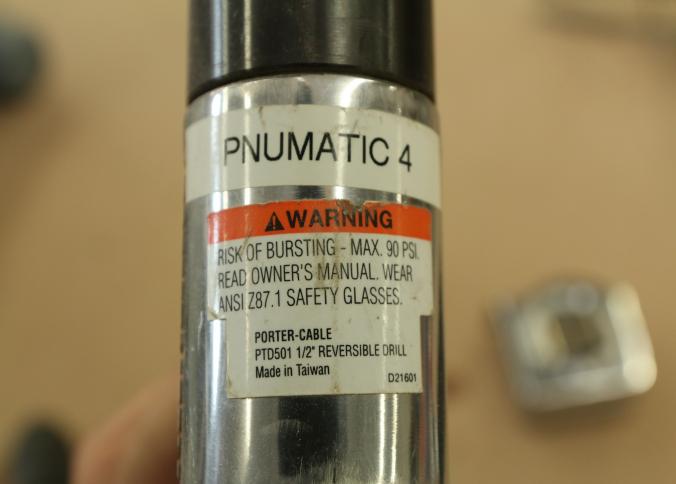 PNUMATIC 4
WARNING
RISK OF BURSTING - MAX. 90 PSI.
READ OWNER'S MANUAL. WEAR
ANSI Z87.1 SAFETY GLASSES.
PORTER-CABLE
PTD501 1/2" REVERSIBLE DRILL
Made in Taiwan
D21601